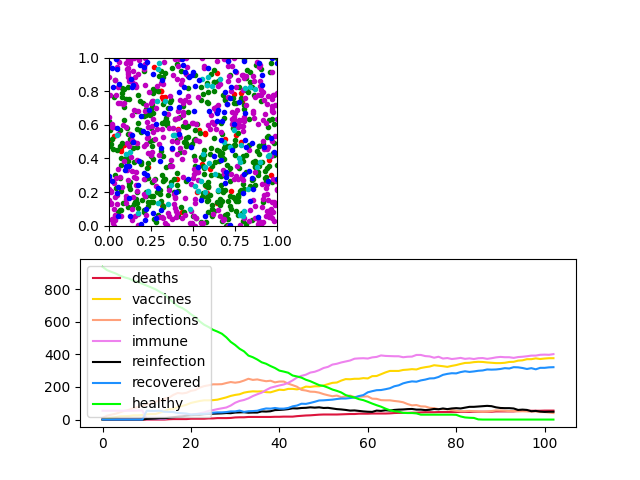 1.0
0.8
0.6
0.4
0.2
0.0
0.00 0.25 0.50 0.75 1.00
800
600
400
200
0
deaths
vaccines
infections
immune
reinfection
recovered
healthy
0 20 40 60 80 100